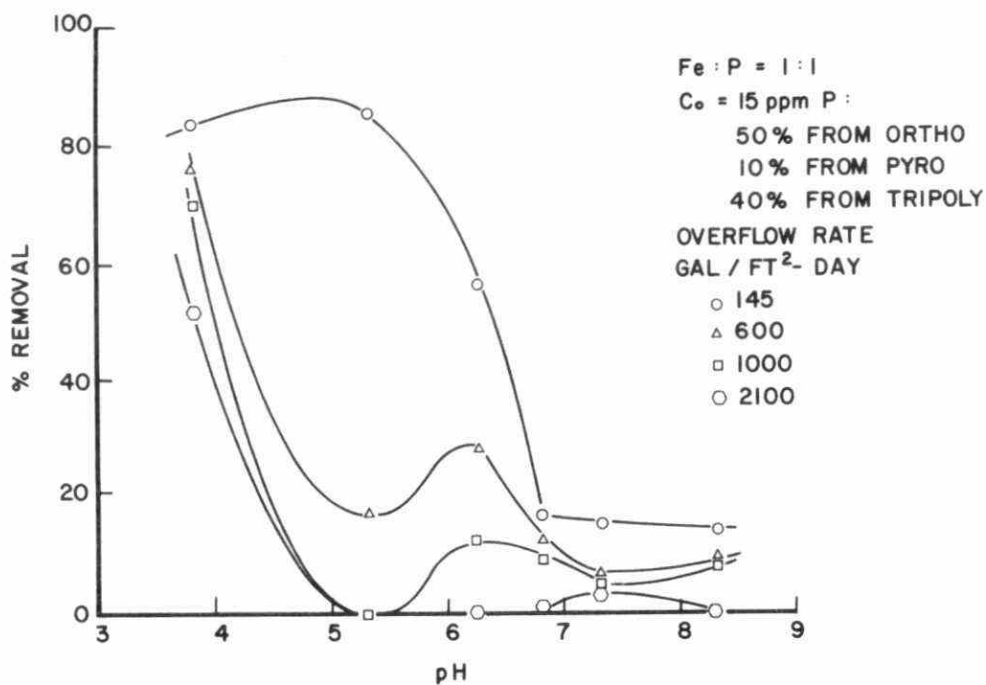 100
80
60
40
20
0
% REMOVAL
3 4 5 6 7 8 9
pH
Fe : P = 1 : 1
Co = 15 ppm P :
50% FROM ORTHO
10% FROM PYRO
40% FROM TRIPOLY
OVERFLOW RATE
GAL / FT²- DAY
○ 145
△ 600
□ 1000
⬡ 2100